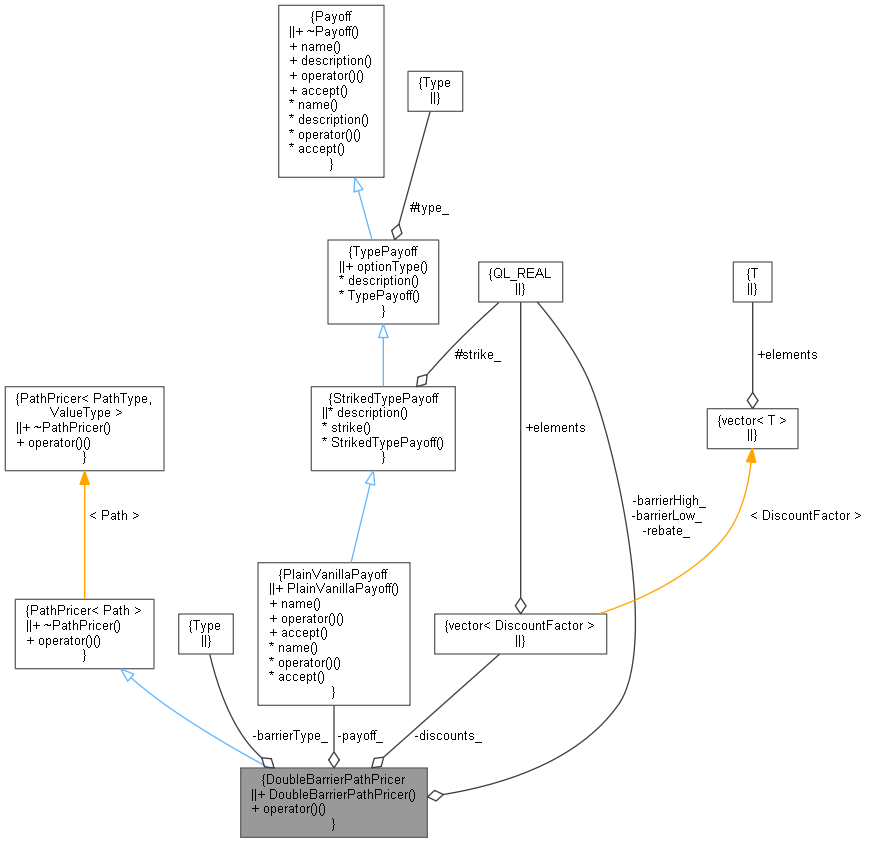 {Payoff
||+ ~Payoff()
+ name()
+ description()
+ operator()()
+ accept()
* name()
* description()
* operator()()
* accept()
}
{Type
||}
#type_
{TypePayoff
||+ optionType()
* description()
* TypePayoff()
}
{QL_REAL
||}
{T
||}
#strike_
+elements
{PathPricer< PathType,
ValueType >
||+ ~PathPricer()
+ operator()()
}
{StrikedTypePayoff
||* description()
* strike()
* StrikedTypePayoff()
}
{vector< T >
||}
+elements
< Path >
-barrierHigh_
-barrierLow_
-rebate_
< DiscountFactor >
{PlainVanillaPayoff
||+ PlainVanillaPayoff()
+ name()
+ operator()()
+ accept()
* name()
* operator()()
* accept()
}
{PathPricer< Path >
||+ ~PathPricer()
+ operator()()
}
{Type
||}
{vector< DiscountFactor >
||}
-barrierType_
-payoff_
-discounts_
{DoubleBarrierPathPricer
||+ DoubleBarrierPathPricer()
+ operator()()
}